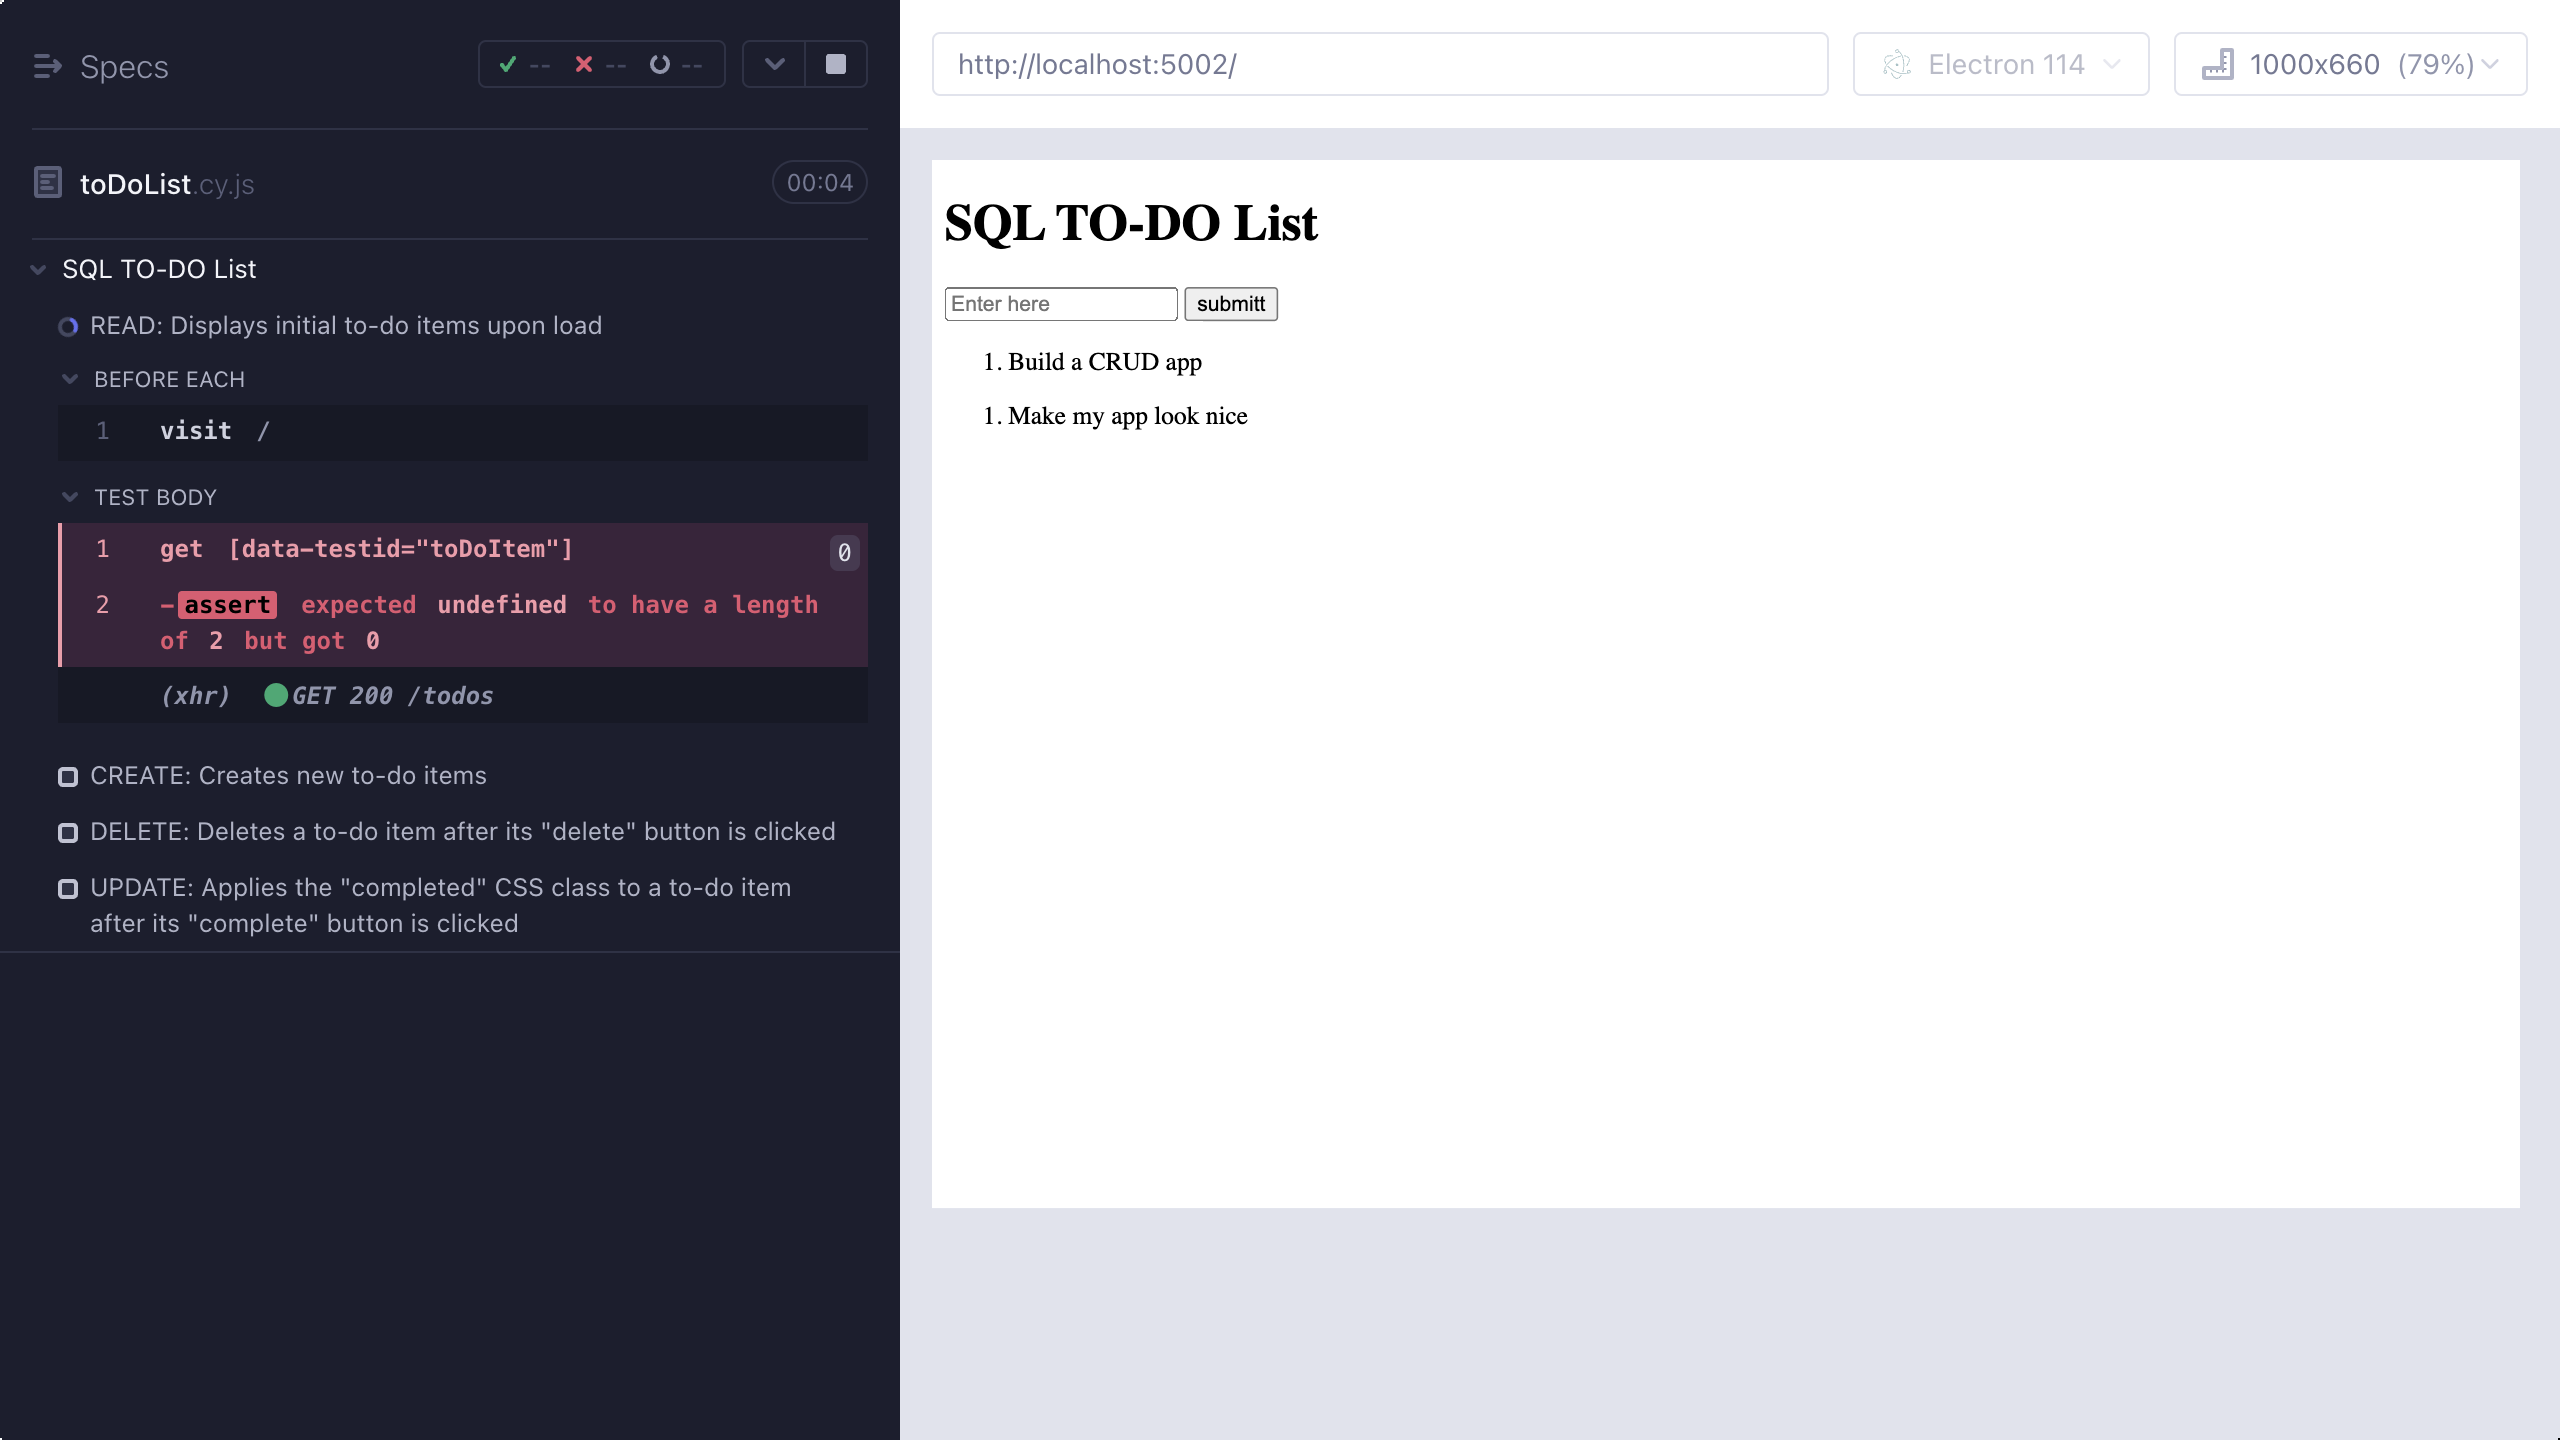 Specs
-- -- --
toDoList.cy.js
00:04
SQL TO-DO List
READ: Displays initial to-do items upon load
BEFORE EACH
1 visit /
TEST BODY
1 get [data-testid="toDoItem"] 0
2 -assert expected undefined to have a length
of 2 but got 0
(xhr) GET 200 /todos
CREATE: Creates new to-do items
DELETE: Deletes a to-do item after its "delete" button is clicked
UPDATE: Applies the "completed" CSS class to a to-do item
after its "complete" button is clicked
http://localhost:5002/
Electron 114
1000x660 (79%)
SQL TO-DO List
Enter here submitt
1. Build a CRUD app
1. Make my app look nice